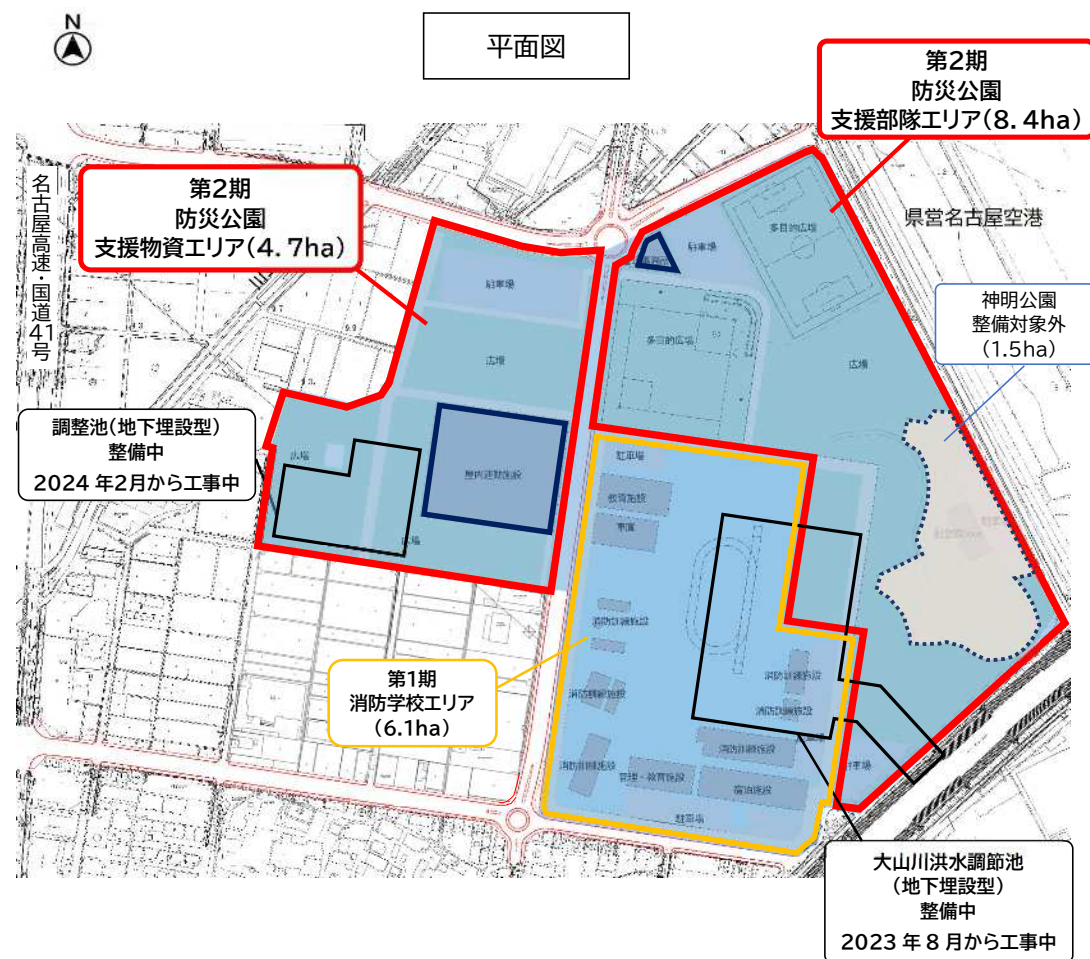 N
平面図
第2期
防災公園
支援部隊エリア(8.4ha)
第2期
防災公園
支援物資エリア(4.7ha)
名古屋高速・国道41号
県営名古屋空港
神明公園
整備対象外
(1.5ha)
調整池(地下埋設型)
整備中
2024年2月から工事中
第1期
消防学校エリア
(6.1ha)
大山川洪水調節池
(地下埋設型)
整備中
2023年8月から工事中
駐車場
広場
広場
屋内運動施設
広場
駐車場
多目的広場
多目的広場
広場
駐車場
教育施設
車庫
消防訓練施設
消防訓練施設
消防訓練施設
消防訓練施設
消防訓練施設
消防訓練施設
管理・教育施設
宿泊施設
駐車場
駐車場